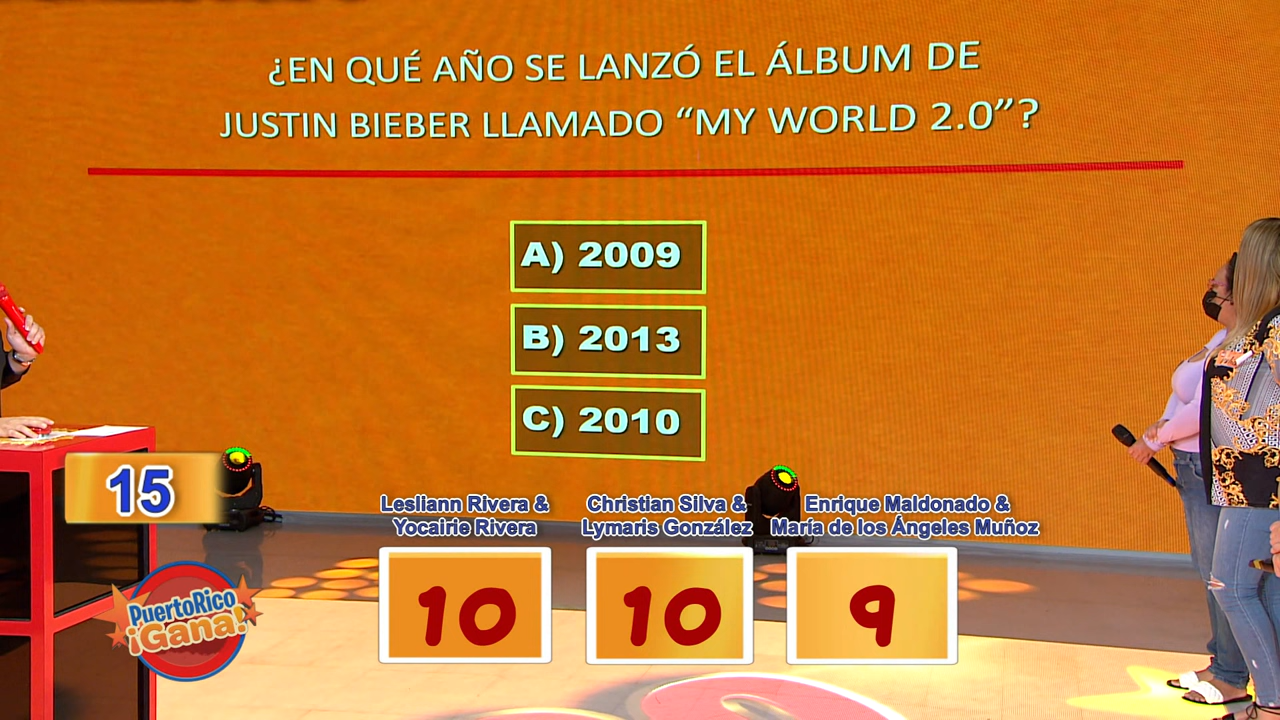 ¿EN QUÉ AÑO SE LANZÓ EL ÁLBUM DE
JUSTIN BIEBER LLAMADO “MY WORLD 2.0”?
A) 2009
B) 2013
C) 2010
15
Lesliann Rivera &
Yocairie Rivera
Christian Silva &
Lymaris González
Enrique Maldonado &
María de los Ángeles Muñoz
10
10
9
PuertoRico
¡Gana!